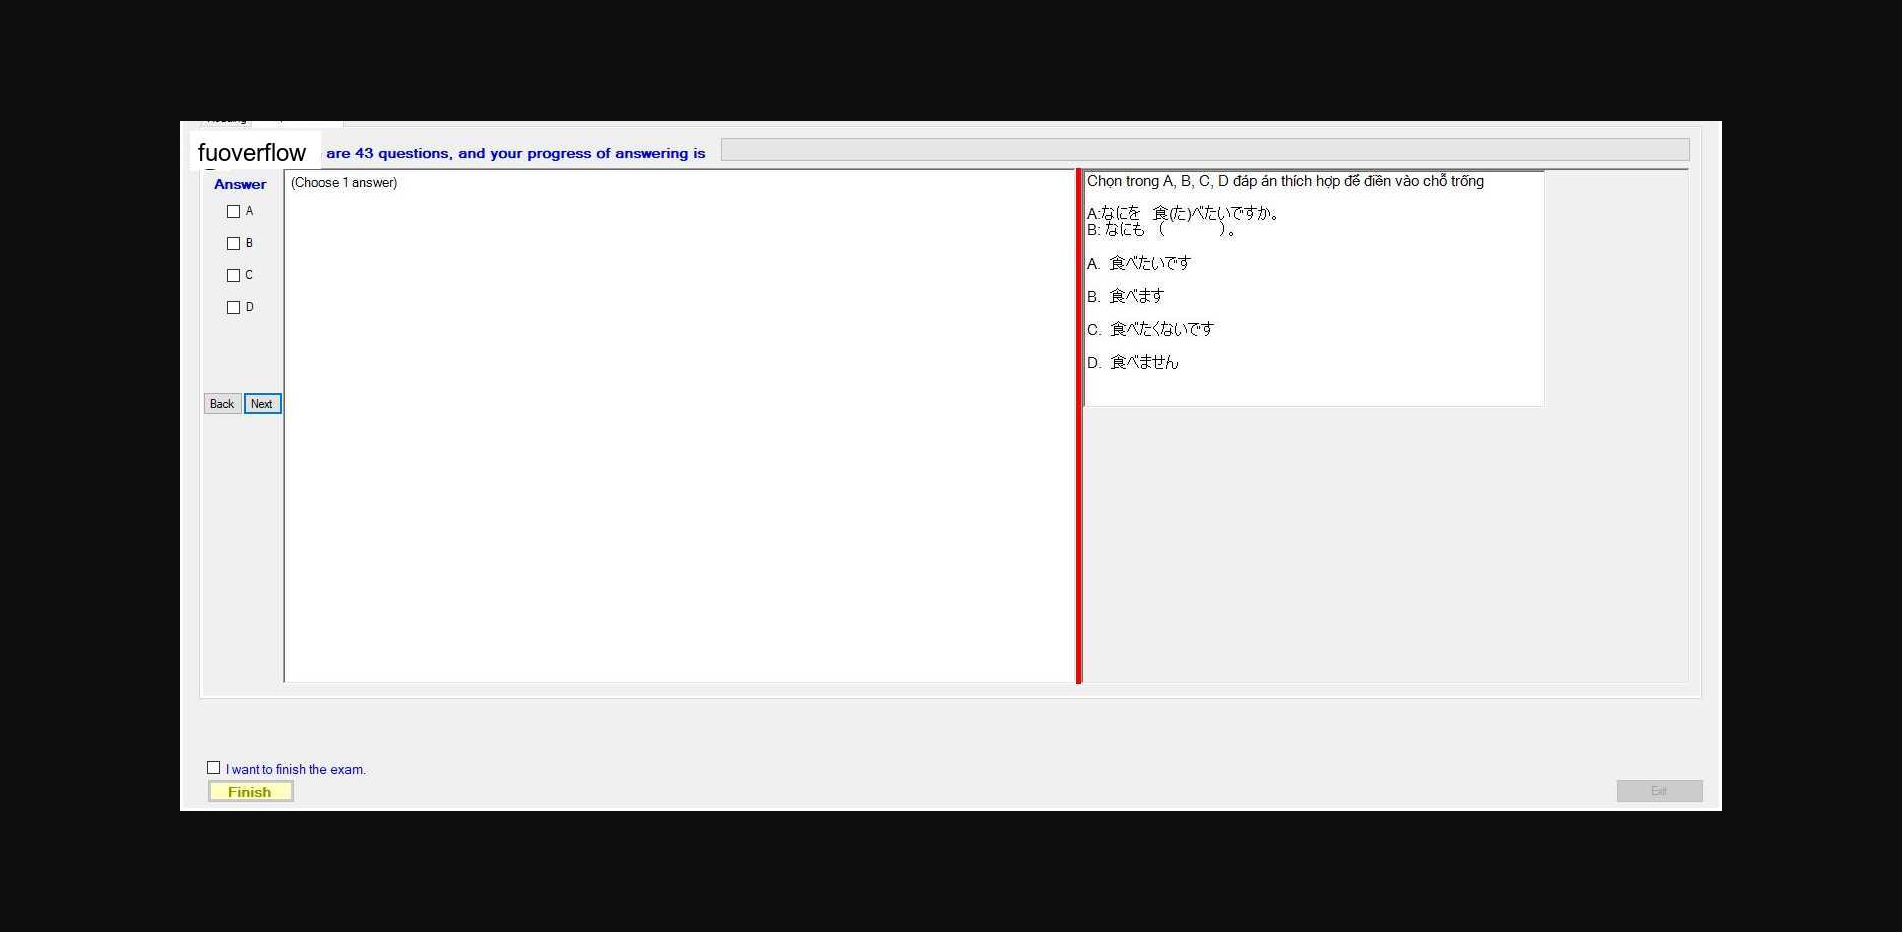 fuoverflow are 43 questions, and your progress of answering is
Answer
A
B
C
D
Back Next
(Choose 1 answer)
Chọn trong A, B, C, D đáp án thích hợp để điền vào chỗ trống
A:なにを 食(た)べたいですか。
B: なにも ( )。
A. 食べたいです
B. 食べます
C. 食べたくないです
D. 食べません
I want to finish the exam.
Finish
Exit